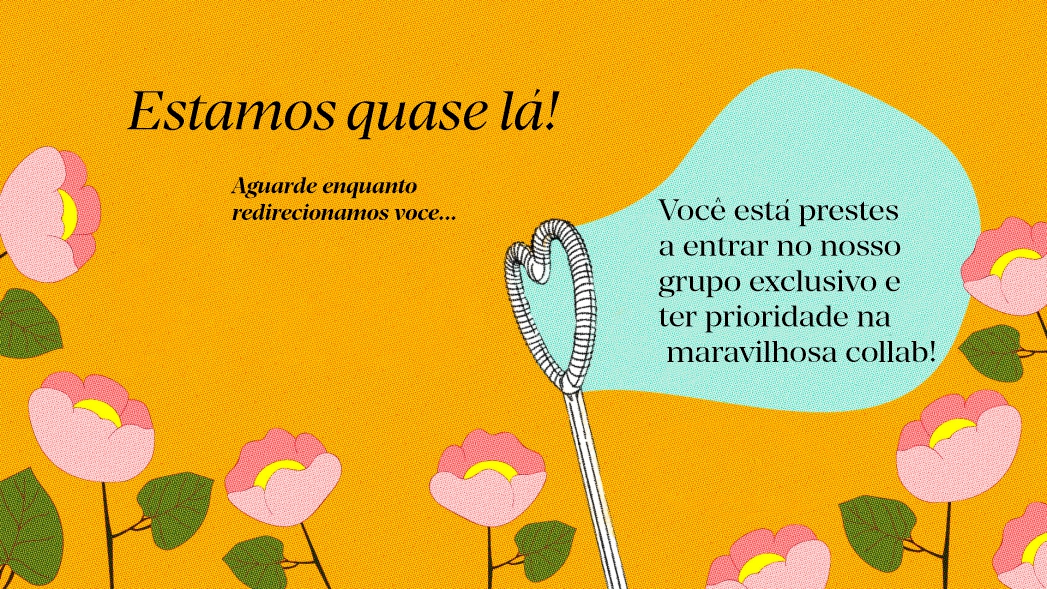 Estamos quase lá!
Aguarde enquanto
redirecionamos voce...
Você está prestes
a entrar no nosso
grupo exclusivo e
ter prioridade na
maravilhosa collab!